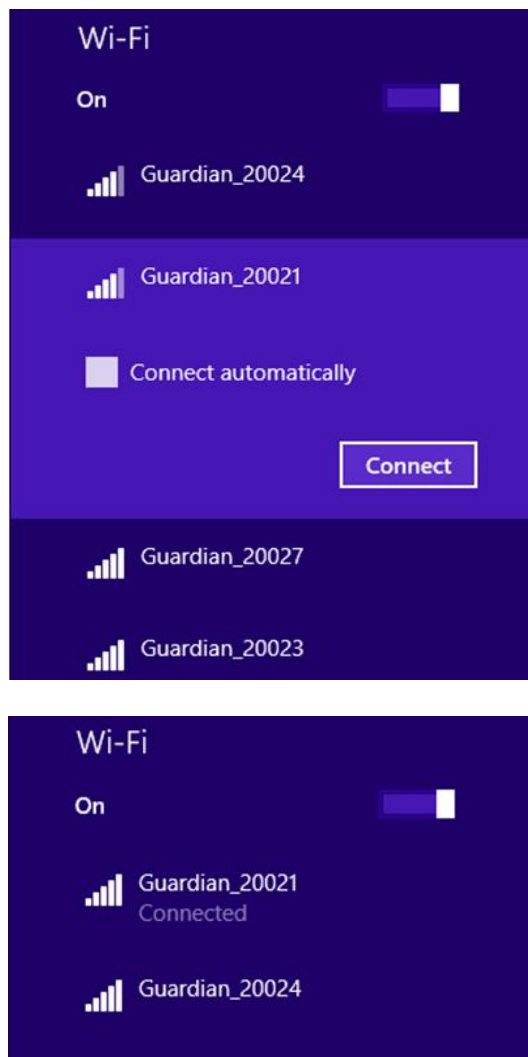 Wi-Fi
On
Guardian_20024
Guardian_20021
Connect automatically
Connect
Guardian_20027
Guardian_20023
Wi-Fi
On
Guardian_20021
Connected
Guardian_20024